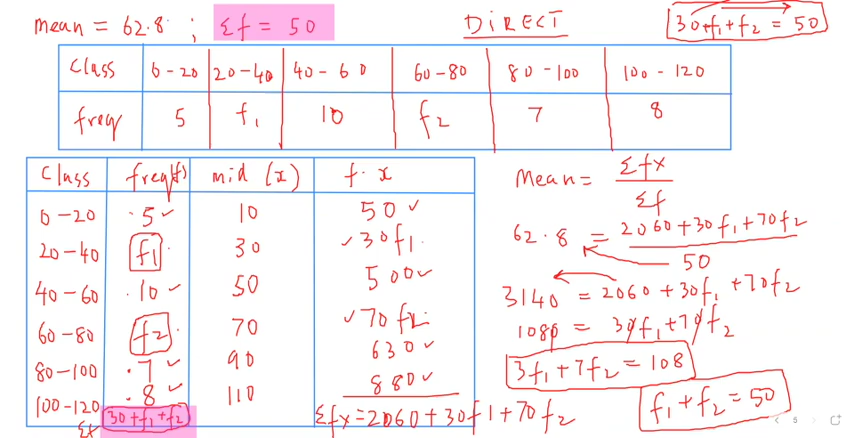 mean = 62.8 ; Σf = 50 DIRECT 30+f₁+f₂ = 50
Class 0-20 20-40 40-60 60-80 80-100 100-120
freq 5 f₁ 10 f₂ 7 8
Class freq(f) mid (x) f.x
0-20 .5✓ 10 50✓
20-40 f1. 30 ✓30f1.
40-60 .10✓ 50 500✓
60-80 f2. 70 ✓70f2.
80-100 .7✓ 90 630✓
100-120 .8✓ 110 880✓
30+f₁+f₂ Σfx=2060+30f1+70f₂
Mean= Σfx
Σf
62.8 = 2060+30f₁+70f₂
50
3140 = 2060+30f₁+70f₂
1080 = 30f₁+70f₂
3f₁+7f₂=108
f₁+f₂=50
5